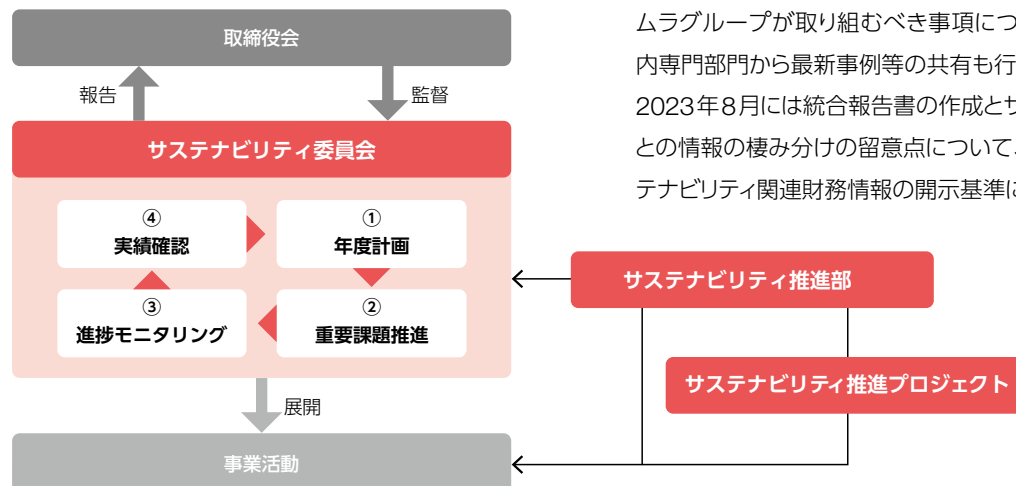 取締役会
報告
監督
サステナビリティ委員会
④
実績確認
①
年度計画
③
進捗モニタリング
②
重要課題推進
展開
事業活動
サステナビリティ推進部
サステナビリティ推進プロジェクト
ムラグループが取り組むべき事項につ
内専門部門から最新事例等の共有も行
2023年8月には統合報告書の作成とサ
との情報の棲み分けの留意点について、
テナビリティ関連財務情報の開示基準に